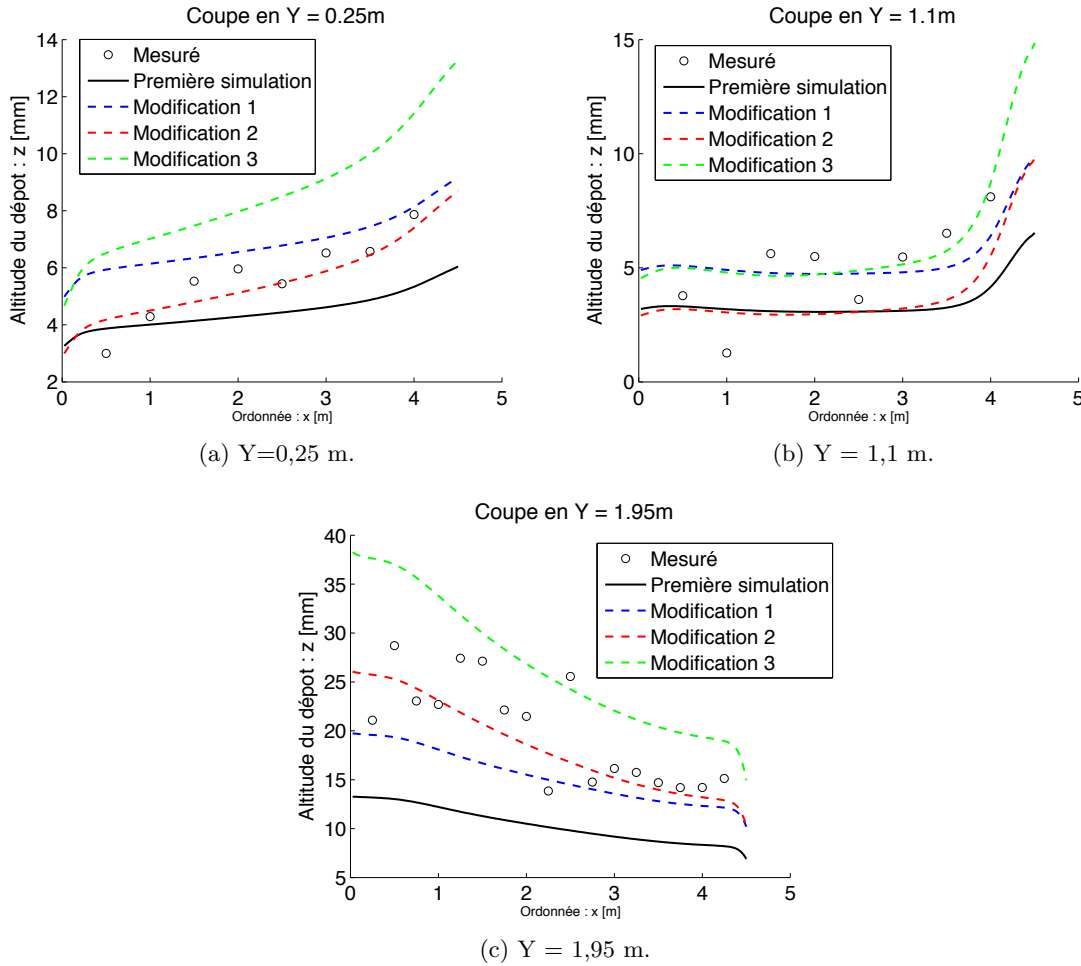 Coupe en Y = 0.25m
14
12
10
8
6
4
2
Altitude du dépot : z [mm]
Mesuré
Première simulation
Modification 1
Modification 2
Modification 3
0 1 2 3 4 5
Ordonnée : x [m]
(a) Y=0,25 m.
Coupe en Y = 1.1m
15
10
5
0
Altitude du dépot : z [mm]
Mesuré
Première simulation
Modification 1
Modification 2
Modification 3
0 1 2 3 4 5
Ordonnée : x [m]
(b) Y = 1,1 m.
Coupe en Y = 1.95m
40
35
30
25
20
15
10
5
Altitude du dépot : z [mm]
Mesuré
Première simulation
Modification 1
Modification 2
Modification 3
0 1 2 3 4 5
Ordonnée : x [m]
(c) Y = 1,95 m.